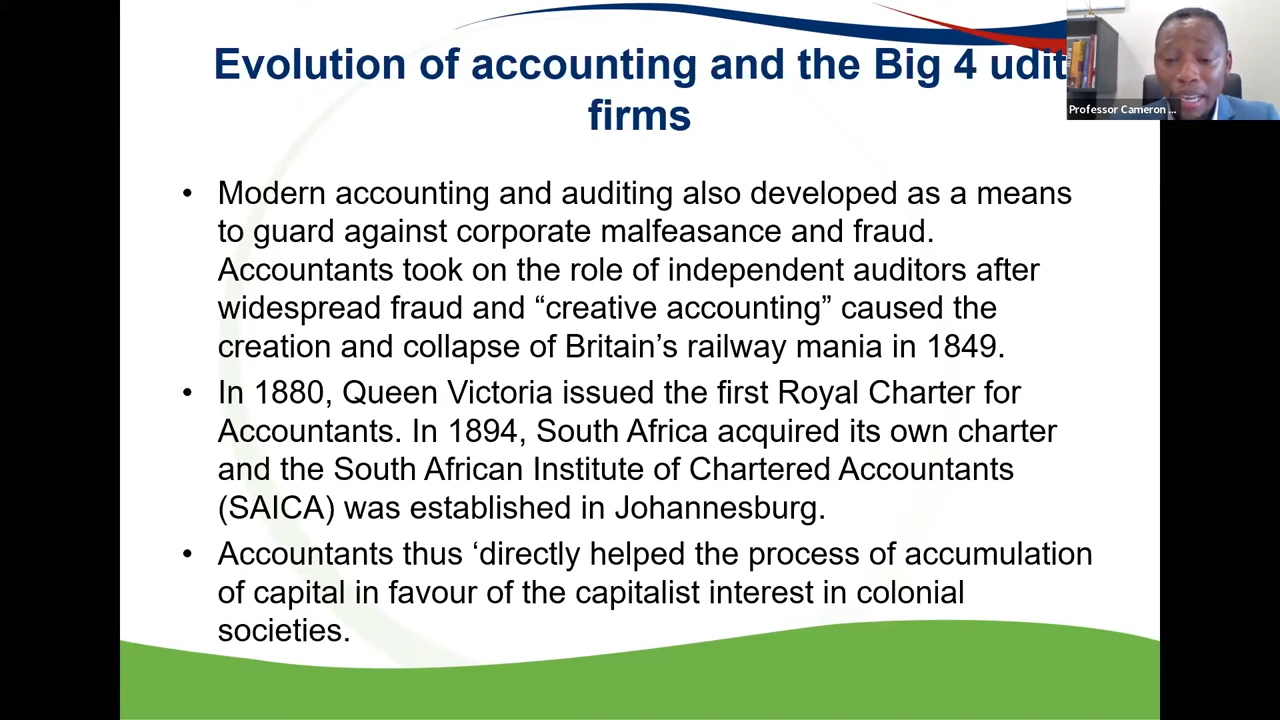 Evolution of accounting and the Big 4 udit
firms
Professor Cameron ...
• Modern accounting and auditing also developed as a means
to guard against corporate malfeasance and fraud.
Accountants took on the role of independent auditors after
widespread fraud and “creative accounting” caused the
creation and collapse of Britain’s railway mania in 1849.
• In 1880, Queen Victoria issued the first Royal Charter for
Accountants. In 1894, South Africa acquired its own charter
and the South African Institute of Chartered Accountants
(SAICA) was established in Johannesburg.
• Accountants thus ‘directly helped the process of accumulation
of capital in favour of the capitalist interest in colonial
societies.